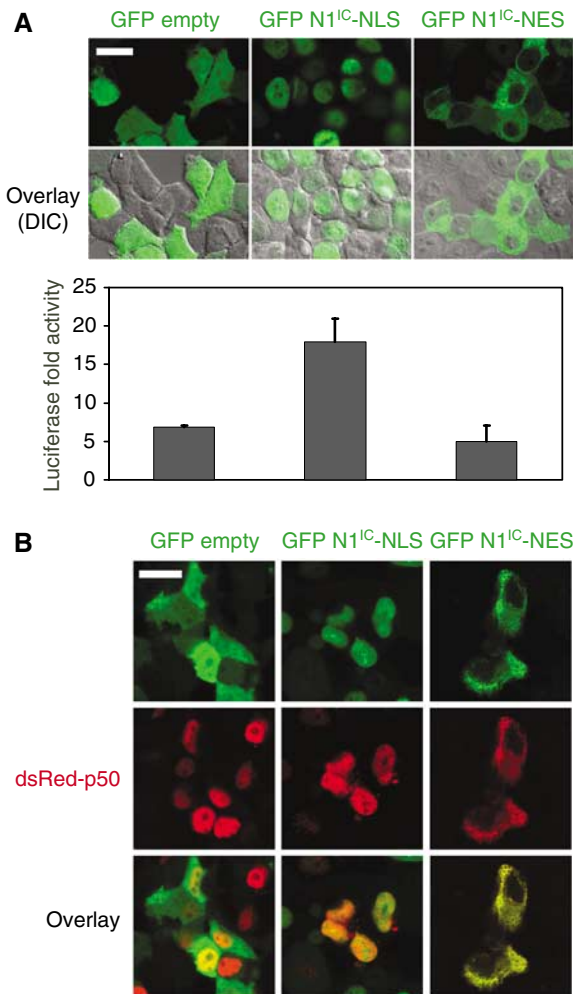 A
GFP empty GFP N1IC-NLS GFP N1IC-NES
Overlay
(DIC)
Luciferase fold activity
25
20
15
10
5
0
B
GFP empty GFP N1IC-NLS GFP N1IC-NES
dsRed-p50
Overlay